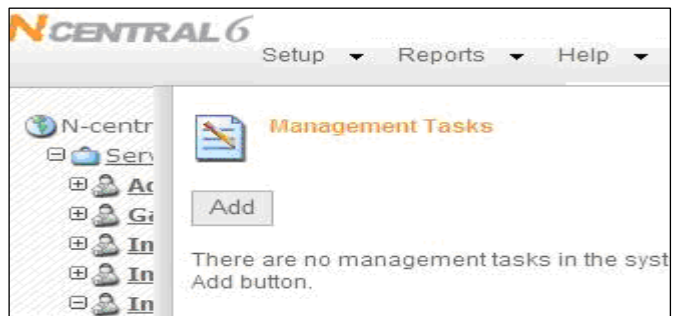 NCENTRAL 6
Setup Reports Help
N-centr
Management Tasks
Serv
Ac
Add
Ga
In
There are no management tasks in the syst
In
Add button.
In